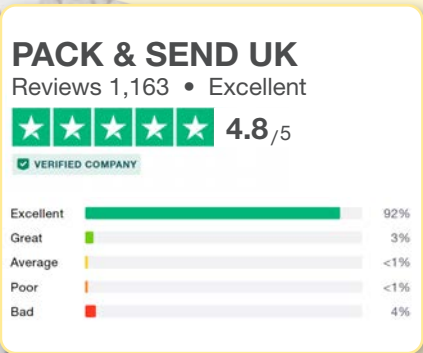 PACK & SEND UK
Reviews 1,163 • Excellent
4.8/5
VERIFIED COMPANY
Excellent 92%
Great 3%
Average <1%
Poor <1%
Bad 4%